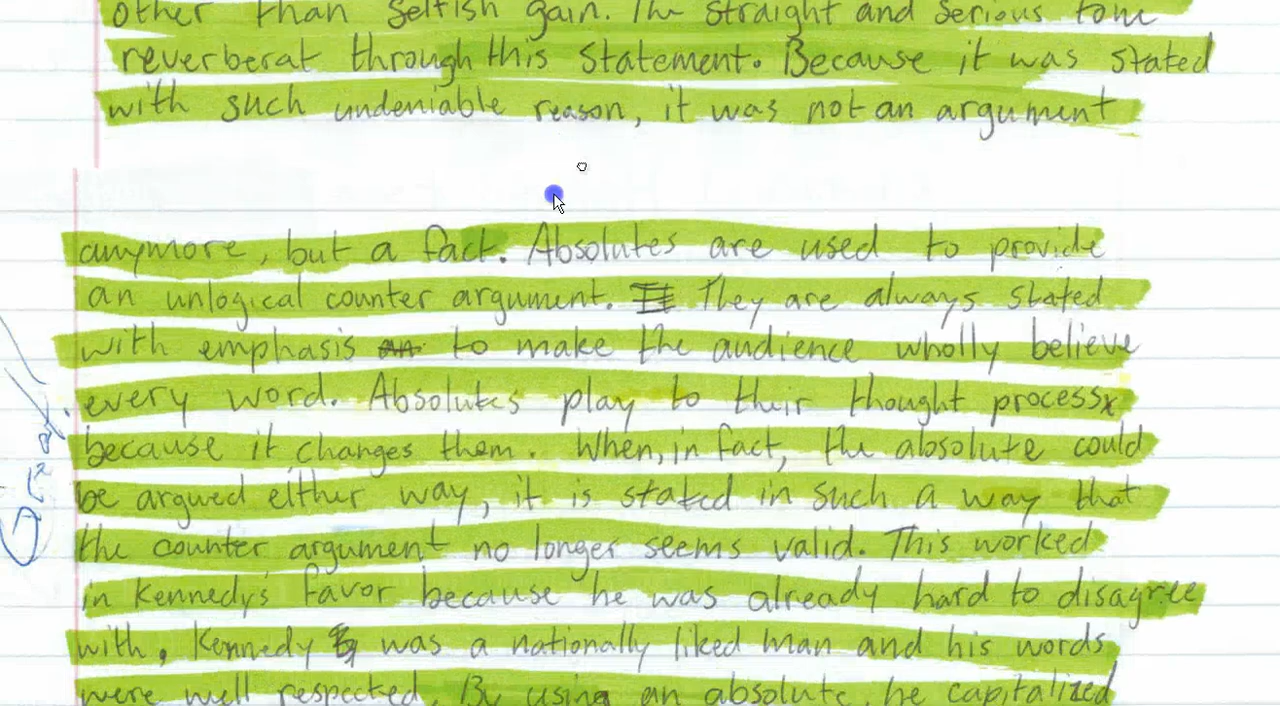 other than selfish gain. The straight and serious tone
reverberat through this statement. Because it was stated
with such undeniable reason, it was not an argument
anymore, but a fact. Absolutes are used to provide
an unlogical counter argument. They are always stated
with emphasis to make the audience wholly believe
every word. Absolutes play to their thought process
because it changes them. When, in fact, the absolute could
be argued either way, it is stated in such a way that
the counter argument no longer seems valid. This worked
in Kennedy's favor because he was already hard to disagree
with. Kennedy was a nationally liked man and his words
were well respected. By using an absolute, he capitalized
Great!